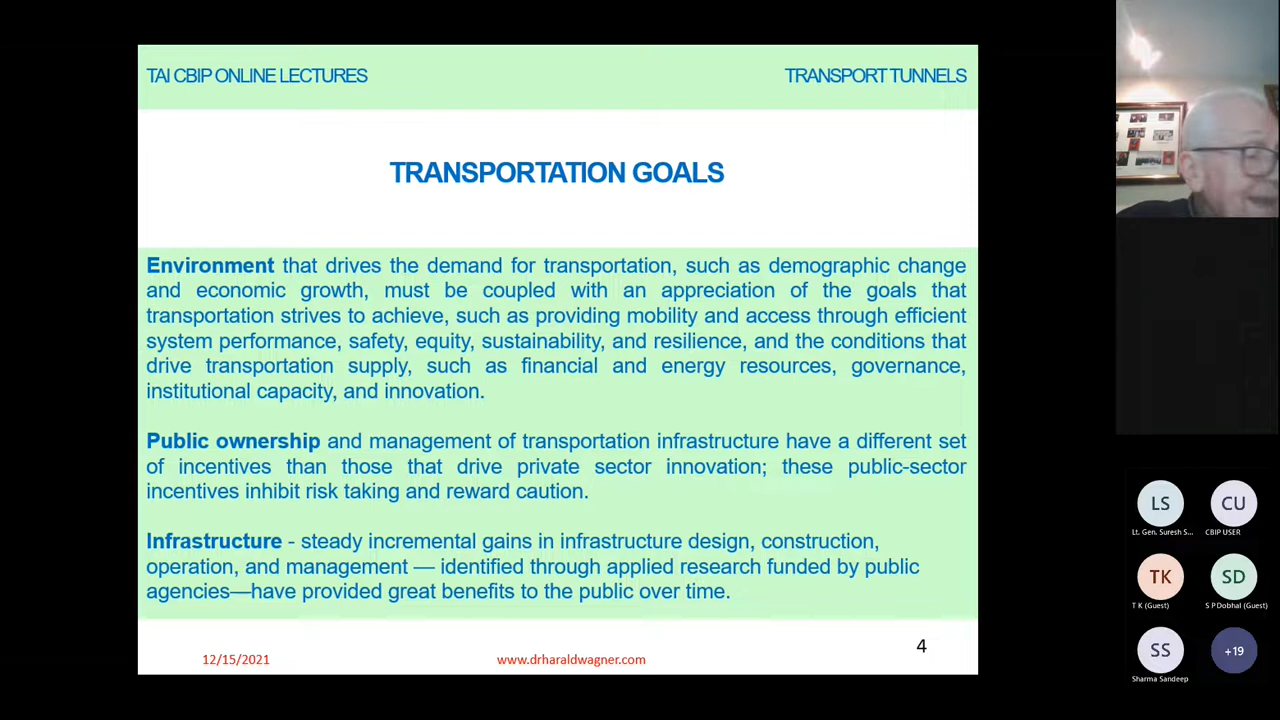 TAI CBIP ONLINE LECTURES
TRANSPORT TUNNELS
TRANSPORTATION GOALS
Environment that drives the demand for transportation, such as demographic change
and economic growth, must be coupled with an appreciation of the goals that
transportation strives to achieve, such as providing mobility and access through efficient
system performance, safety, equity, sustainability, and resilience, and the conditions that
drive transportation supply, such as financial and energy resources, governance,
institutional capacity, and innovation.
Public ownership and management of transportation infrastructure have a different set
of incentives than those that drive private sector innovation; these public-sector
incentives inhibit risk taking and reward caution.
Infrastructure - steady incremental gains in infrastructure design, construction,
operation, and management — identified through applied research funded by public
agencies—have provided great benefits to the public over time.
12/15/2021
www.drharaldwagner.com
4
LS
CU
Lt. Gen. Suresh S...
CBIP USER
TK
SD
T K (Guest)
S P Dobhal (Guest)
SS
+19
Sharma Sandeep